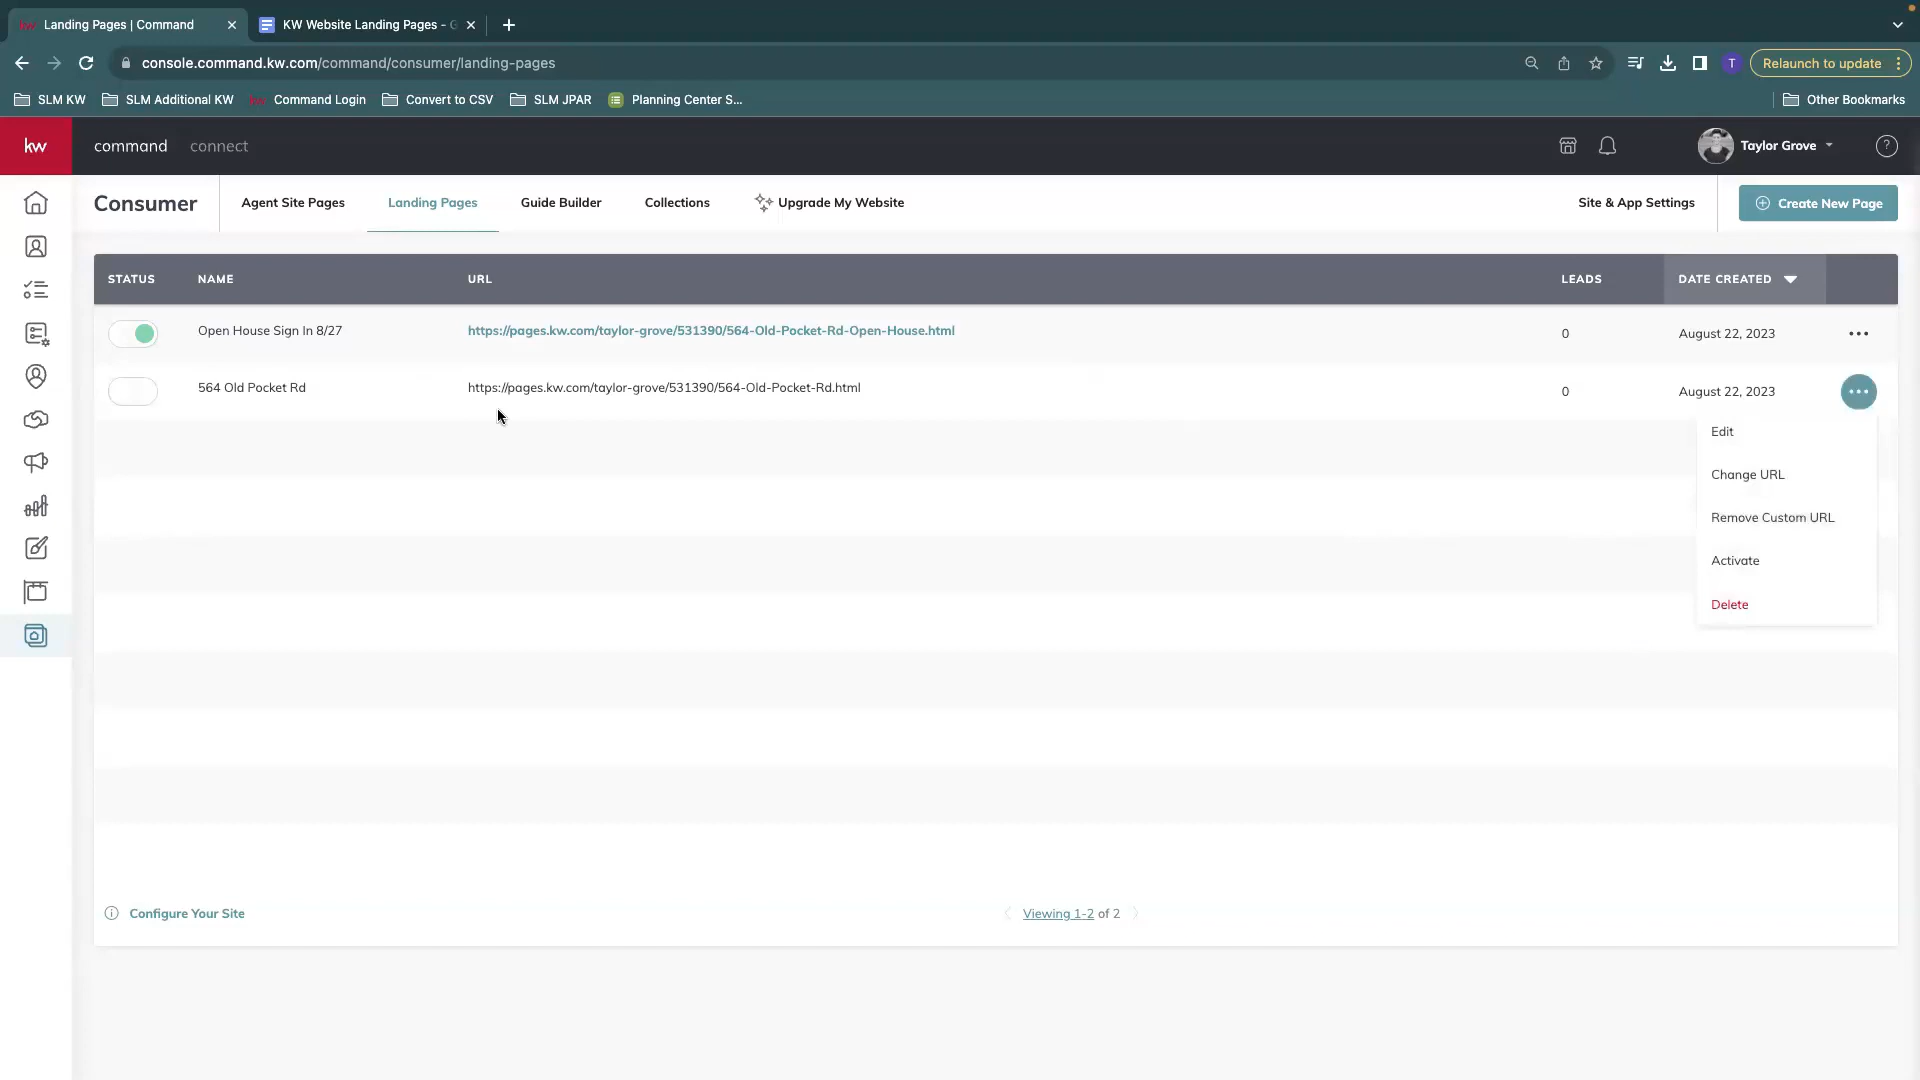 Landing Pages | Command
KW Website Landing Pages - G
console.command.kw.com/command/consumer/landing-pages
T
Relaunch to update
SLM KW
SLM Additional KW
kw
Command Login
Convert to CSV
SLM JPAR
Planning Center S...
Other Bookmarks
kw
command
connect
Taylor Grove
?
Consumer
Agent Site Pages
Landing Pages
Guide Builder
Collections
Upgrade My Website
Site & App Settings
Create New Page
STATUS
NAME
URL
LEADS
DATE CREATED
Open House Sign In 8/27
https://pages.kw.com/taylor-grove/531390/564-Old-Pocket-Rd-Open-House.html
0
August 22, 2023
564 Old Pocket Rd
https://pages.kw.com/taylor-grove/531390/564-Old-Pocket-Rd.html
0
August 22, 2023
Edit
Change URL
Remove Custom URL
Activate
Delete
Configure Your Site
Viewing 1-2 of 2